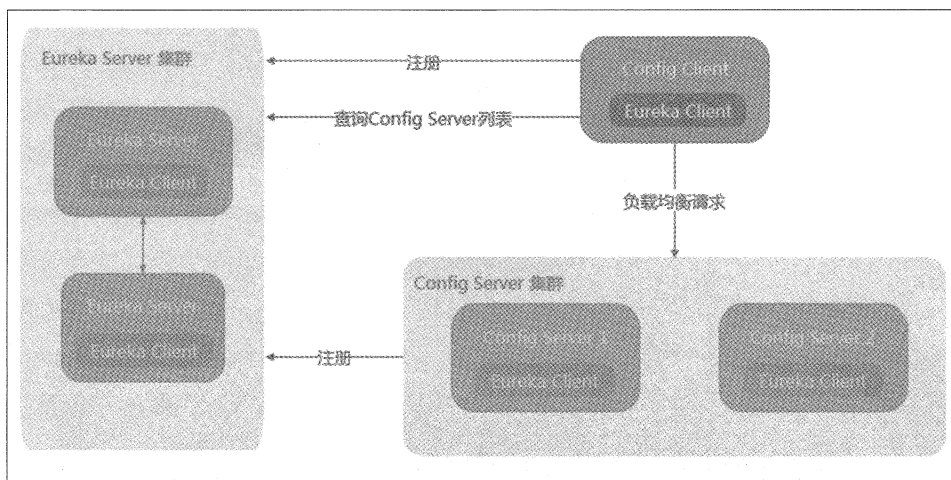 Eureka Server 集群
Eureka Server
Eureka Client
Eureka Server
Eureka Client
注册
查询Config Server列表
Config Client
Eureka Client
负载均衡请求
Config Server 集群
Config Server 1
Eureka Client
Config Server 2
Eureka Client
注册